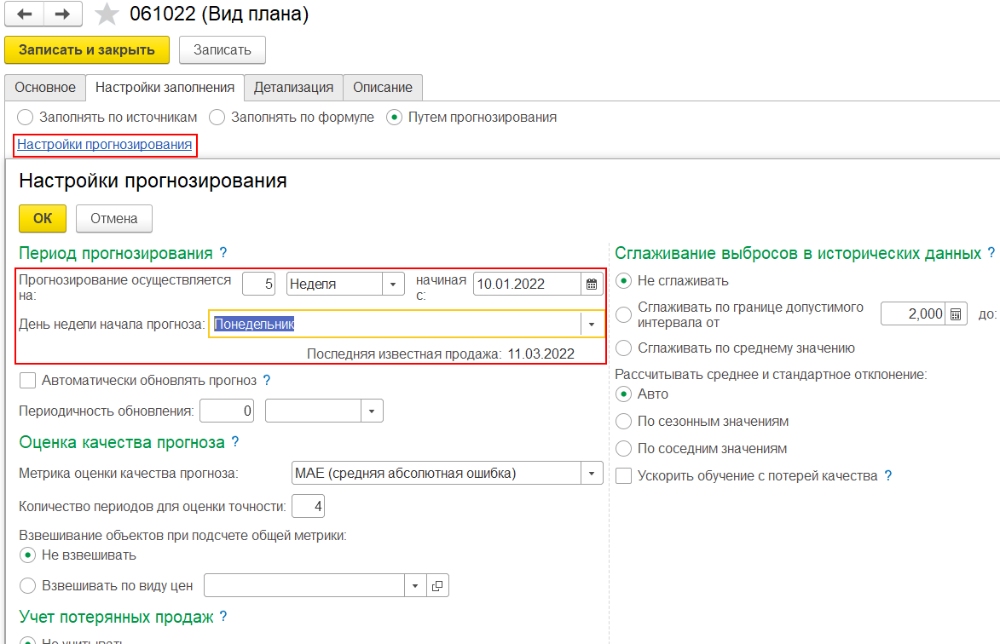 061022 (Вид плана)
Записать и закрыть
Записать
Основное
Настройки заполнения
Детализация
Описание
Заполнять по источникам
Заполнять по формуле
Путем прогнозирования
Настройки прогнозирования
Настройки прогнозирования
ОК
Отмена
Период прогнозирования ?
Прогнозирование осуществляется
на:
5
Неделя
начиная
с:
10.01.2022
День недели начала прогноза:
Понедельник
Последняя известная продажа: 11.03.2022
Автоматически обновлять прогноз ?
Периодичность обновления:
0
Оценка качества прогноза ?
Метрика оценки качества прогноза:
MAE (средняя абсолютная ошибка)
Количество периодов для оценки точности:
4
Взвешивание объектов при подсчете общей метрики:
Не взвешивать
Взвешивать по виду цен
Учет потерянных продаж ?
Не учитывать
Сглаживание выбросов в исторических данных ?
Не сглаживать
Сглаживать по границе допустимого
интервала от
2,000
до:
Сглаживать по среднему значению
Рассчитывать среднее и стандартное отклонение:
Авто
По сезонным значениям
По соседним значениям
Ускорить обучение с потерей качества ?